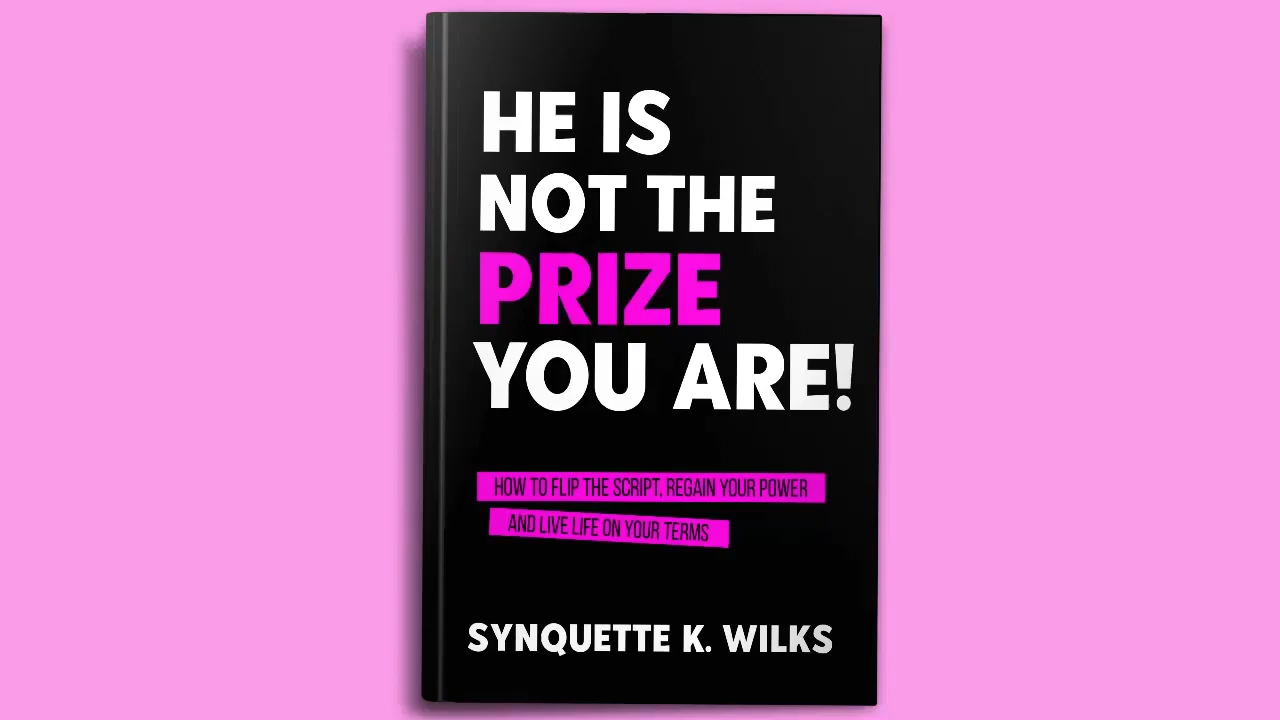 HE IS
NOT THE
PRIZE
YOU ARE!
HOW TO FLIP THE SCRIPT, REGAIN YOUR POWER
AND LIVE LIFE ON YOUR TERMS
SYNQUETTE K. WILKS